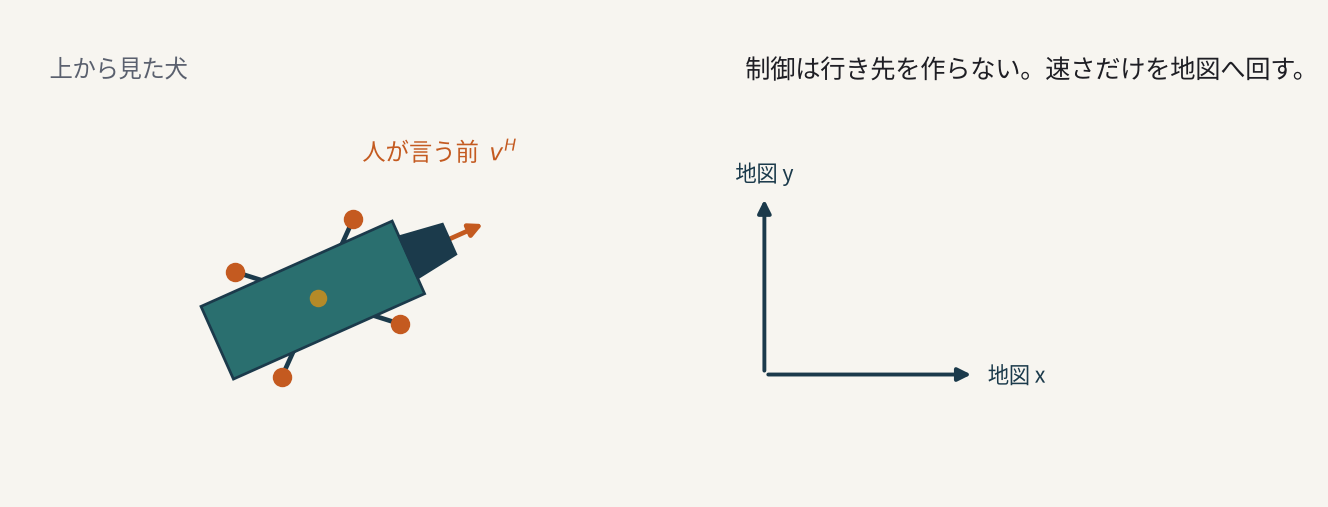 上から見た犬
制御は行き先を作らない。速さだけを地図へ回す。
人が言う前 v^H
地図 y
地図 x